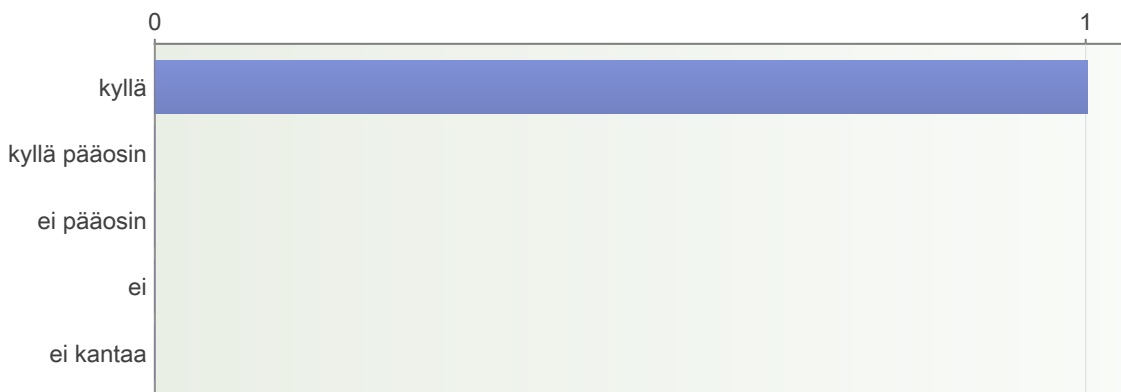 0 1
kyllä
kyllä pääosin
ei pääosin
ei
ei kantaa